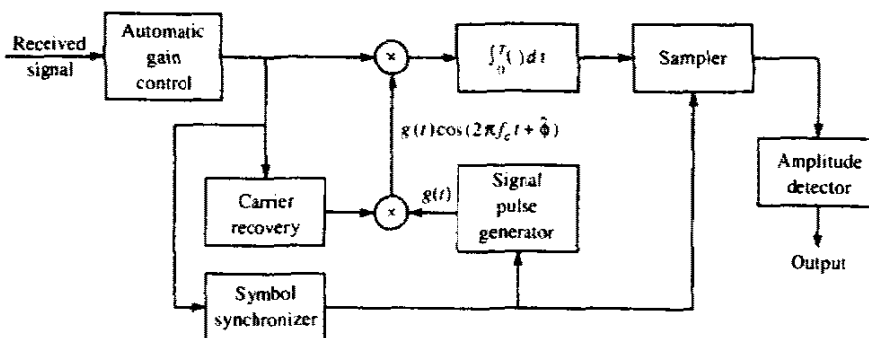 Received
signal
Automatic
gain
control
×
∫₀ᵀ( )dt
Sampler
g(t)cos(2πf_c t + φ̂)
Carrier
recovery
×
g(t)
Signal
pulse
generator
Amplitude
detector
Output
Symbol
synchronizer